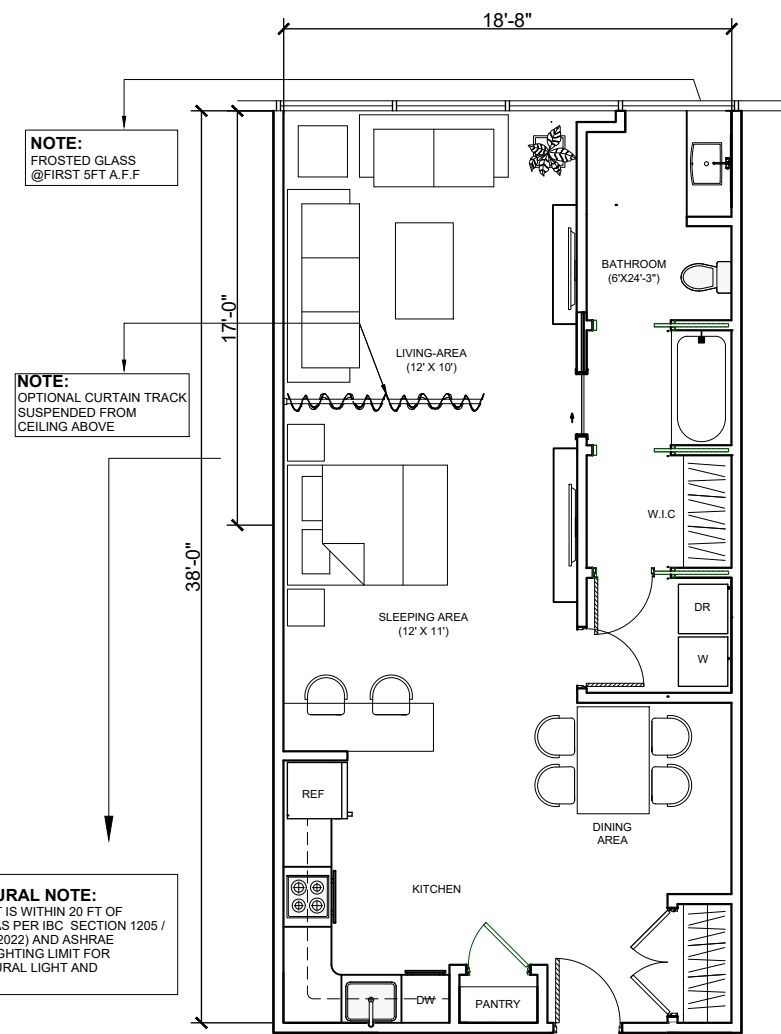 18'-8"
NOTE:
FROSTED GLASS
@FIRST 5FT A.F.F
BATHROOM
(6'X24'-3")
17'-0"
LIVING-AREA
(12' X 10')
NOTE:
OPTIONAL CURTAIN TRACK
SUSPENDED FROM
CEILING ABOVE
W.I.C
38'-0"
SLEEPING AREA
(12' X 11')
DR
W
REF
DINING
AREA
KITCHEN
URAL NOTE:
T IS WITHIN 20 FT OF
AS PER IBC SECTION 1205 /
2022) AND ASHRAE
GHTING LIMIT FOR
URAL LIGHT AND
DW
PANTRY